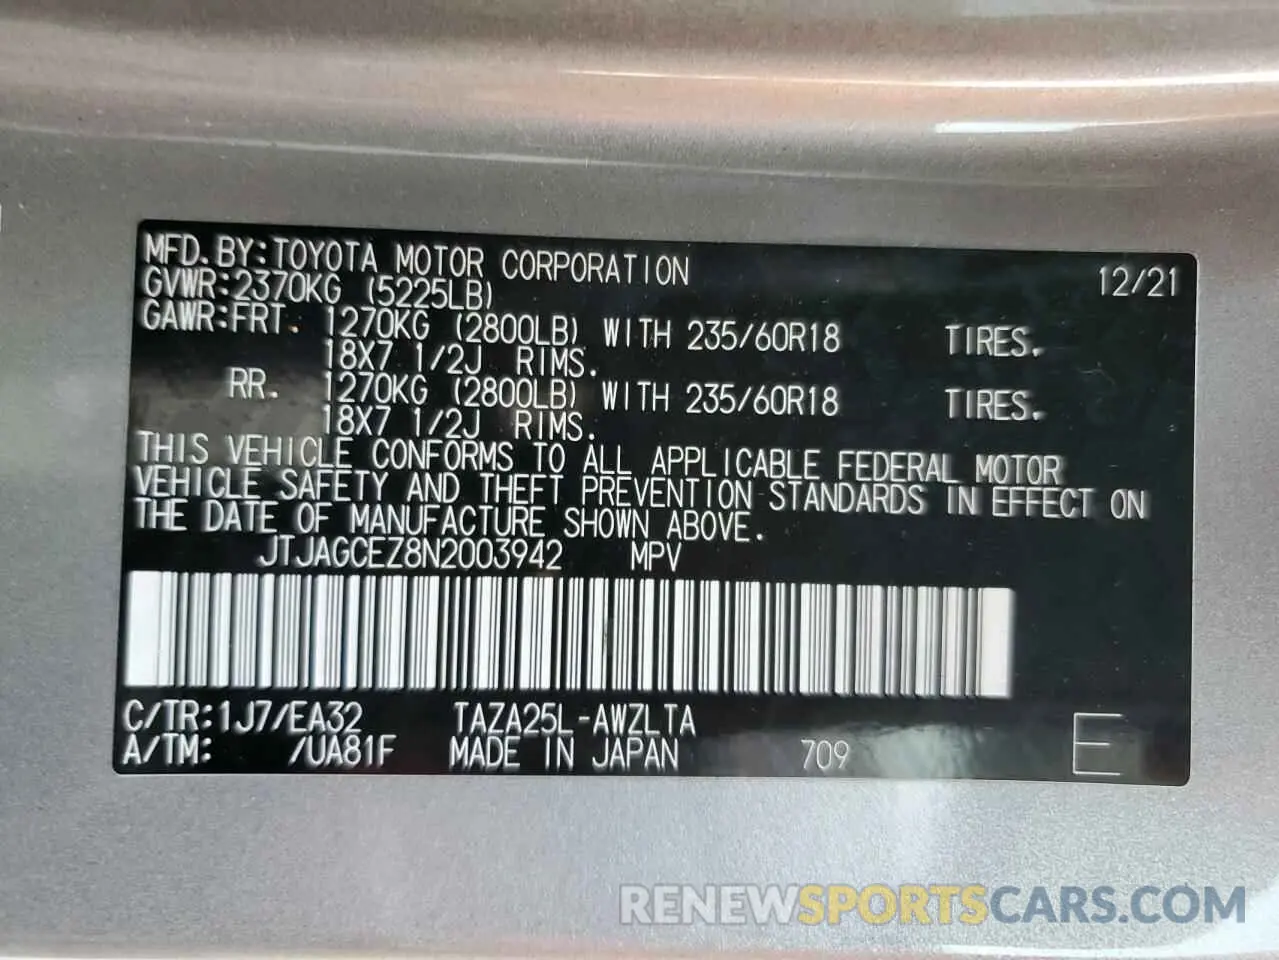 MFD.BY:TOYOTA MOTOR CORPORATION 12/21
GVWR:2370KG (5225LB)
GAWR:FRT. 1270KG (2800LB) WITH 235/60R18 TIRES.
18X7 1/2J RIMS.
RR. 1270KG (2800LB) WITH 235/60R18 TIRES.
18X7 1/2J RIMS.
THIS VEHICLE CONFORMS TO ALL APPLICABLE FEDERAL MOTOR
VEHICLE SAFETY AND THEFT PREVENTION STANDARDS IN EFFECT ON
THE DATE OF MANUFACTURE SHOWN ABOVE.
JTJAGCEZ8N2003942 MPV
C/TR:1J7/EA32 TAZA25L-AWZLTA
A/TM: /UA81F MADE IN JAPAN 709 E
RENEWSPORTSCARS.COM